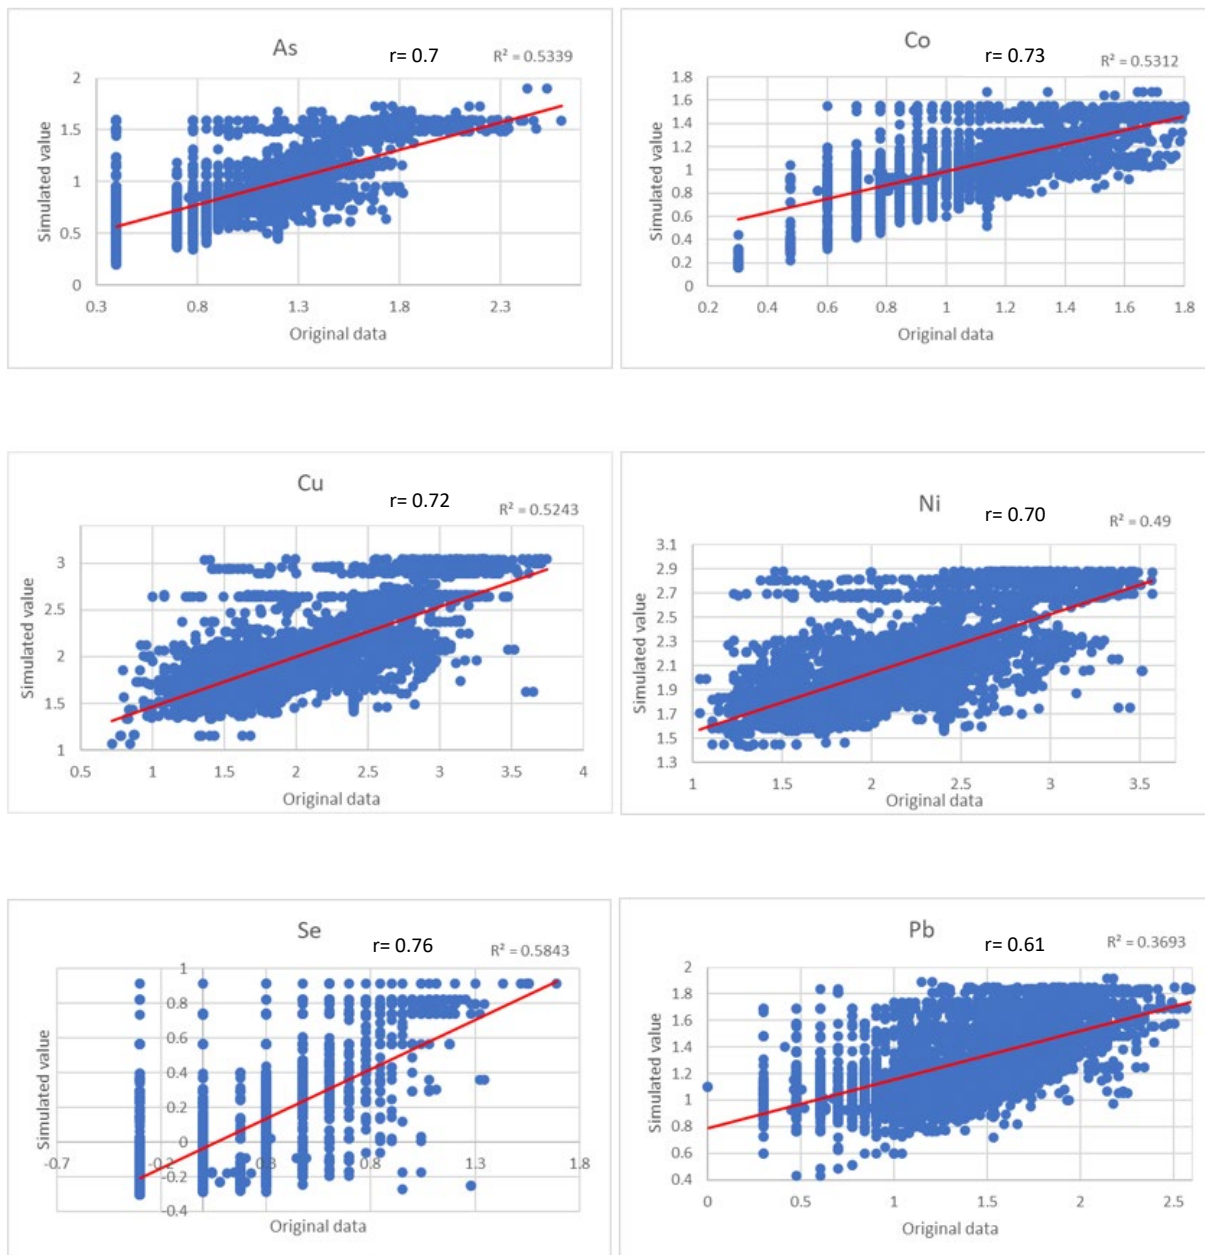 As
r= 0.7
R² = 0.5339
2
1.5
1
0.5
0
Simulated value
0.3 0.8 1.3 1.8 2.3
Original data
Co
r= 0.73
R² = 0.5312
1.8
1.6
1.4
1.2
1
0.8
0.6
0.4
0.2
0
Simulated value
0.2 0.4 0.6 0.8 1 1.2 1.4 1.6 1.8
Original data
Cu
r= 0.72
R² = 0.5243
3
2.5
2
1.5
1
Simulated value
0.5 1 1.5 2 2.5 3 3.5 4
Original data
Ni
r= 0.70
R² = 0.49
3.1
2.9
2.7
2.5
2.3
2.1
1.9
1.7
1.5
1.3
Simulated value
1 1.5 2 2.5 3 3.5
Original data
Se
r= 0.76
R² = 0.5843
1
0.8
0.6
0.4
0.2
0
-0.2
-0.4
Simulated value
-0.7 -0.2 0.3 0.8 1.3 1.8
Original data
Pb
r= 0.61
R² = 0.3693
2
1.8
1.6
1.4
1.2
1
0.8
0.6
0.4
Simulated value
0 0.5 1 1.5 2 2.5
Original data